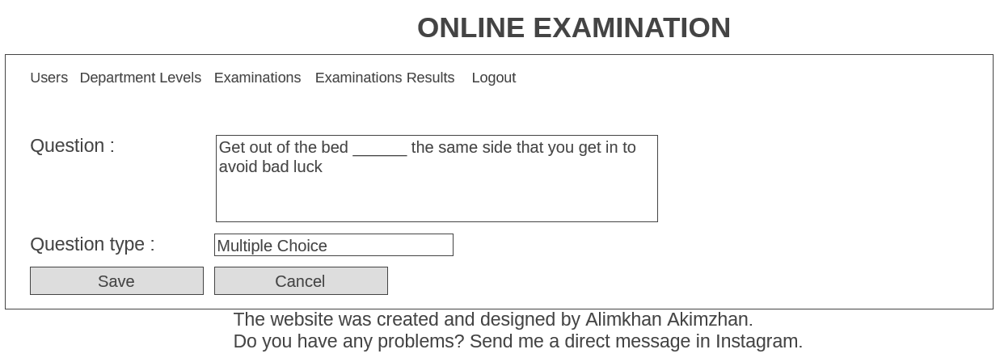 ONLINE EXAMINATION
Users Department Levels Examinations Examinations Results Logout
Question :
Get out of the bed ______ the same side that you get in to
avoid bad luck
Question type :
Multiple Choice
Save Cancel
The website was created and designed by Alimkhan Akimzhan.
Do you have any problems? Send me a direct message in Instagram.